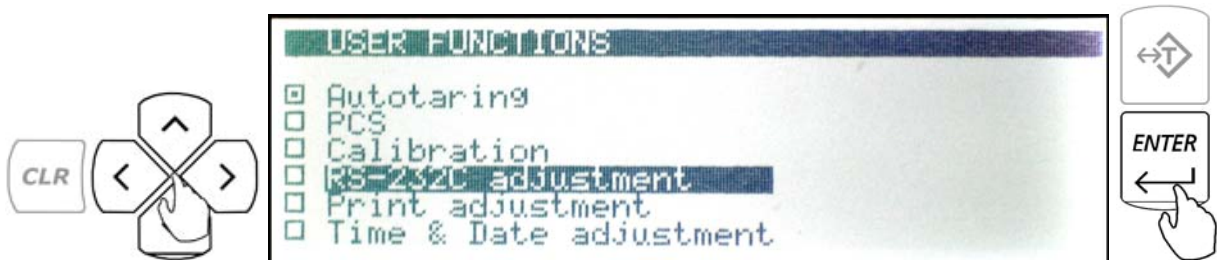 USER FUNCTIONS
Autotaring
PCS
Calibration
RS-232C adjustment
Print adjustment
Time & Date adjustment
CLR
T
ENTER